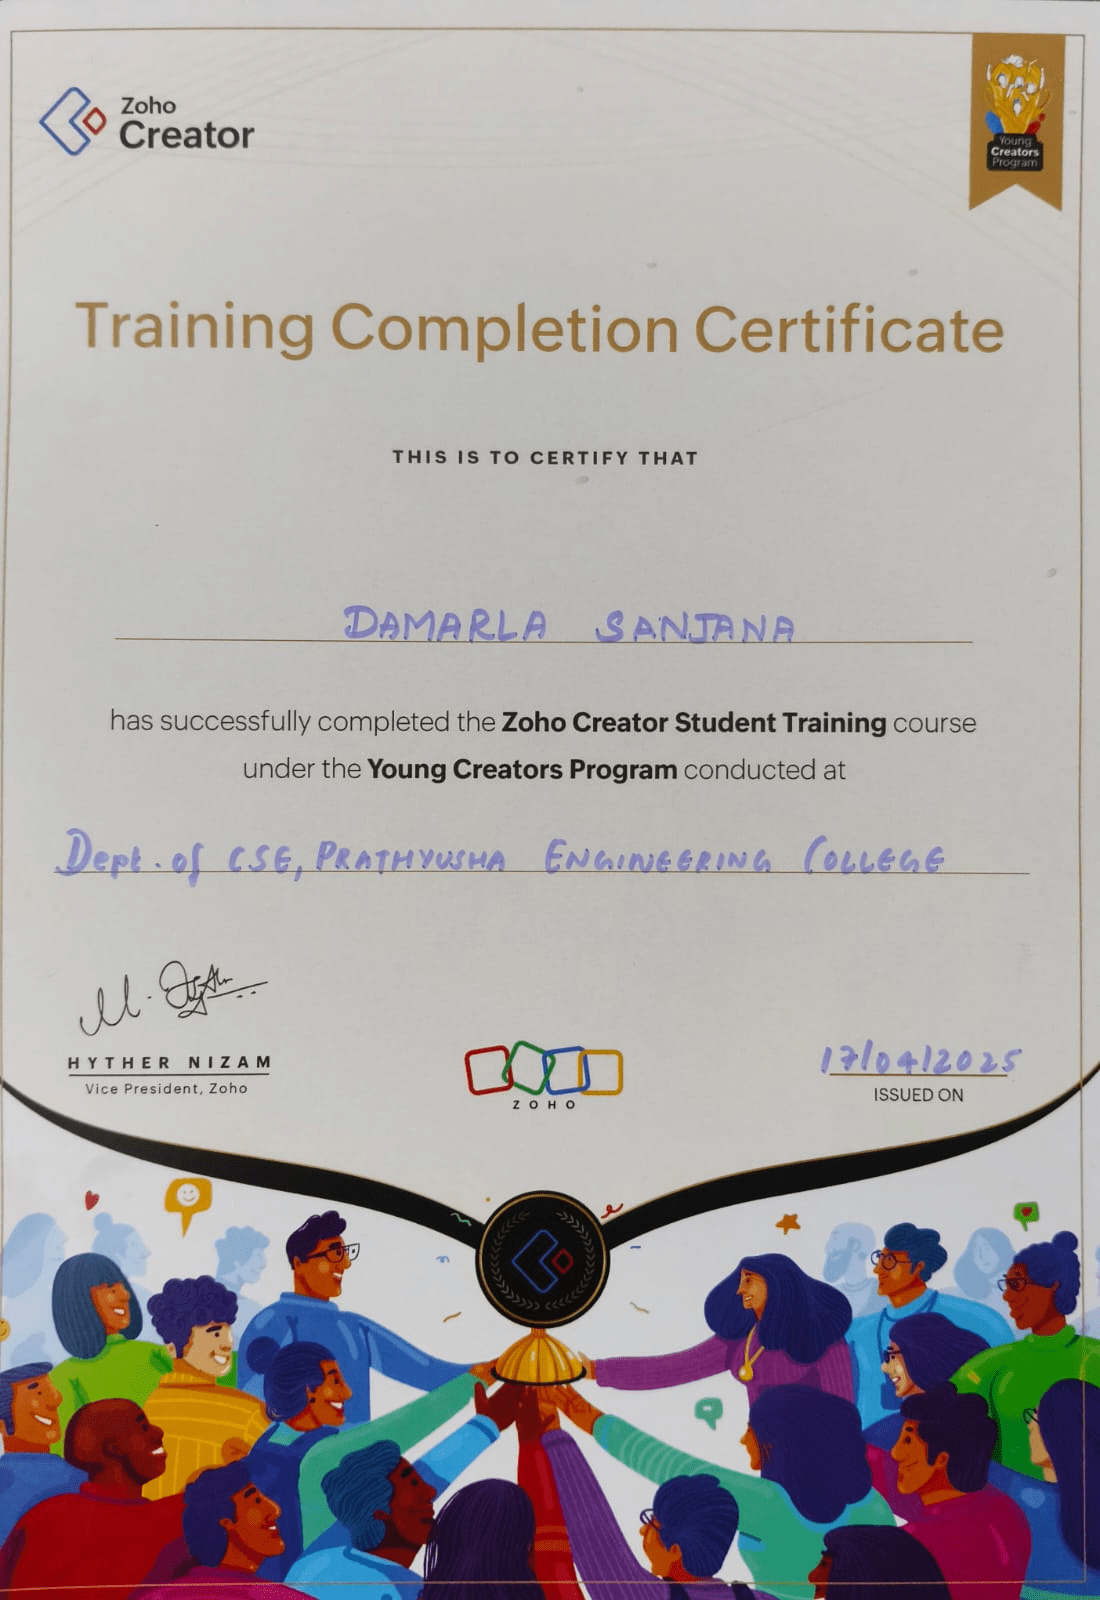 Zoho
Creator
Young
Creators
Program
Training Completion Certificate
THIS IS TO CERTIFY THAT
DAMARLA SANJANA
has successfully completed the Zoho Creator Student Training course
under the Young Creators Program conducted at
Dept. of CSE, PRATHYUSHA ENGINEERING COLLEGE
HYTHER NIZAM
Vice President, Zoho
ZOHO
17/04/2025
ISSUED ON